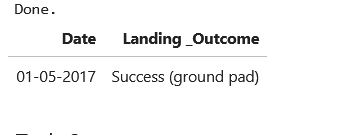 Done.
Date Landing _Outcome
01-05-2017 Success (ground pad)